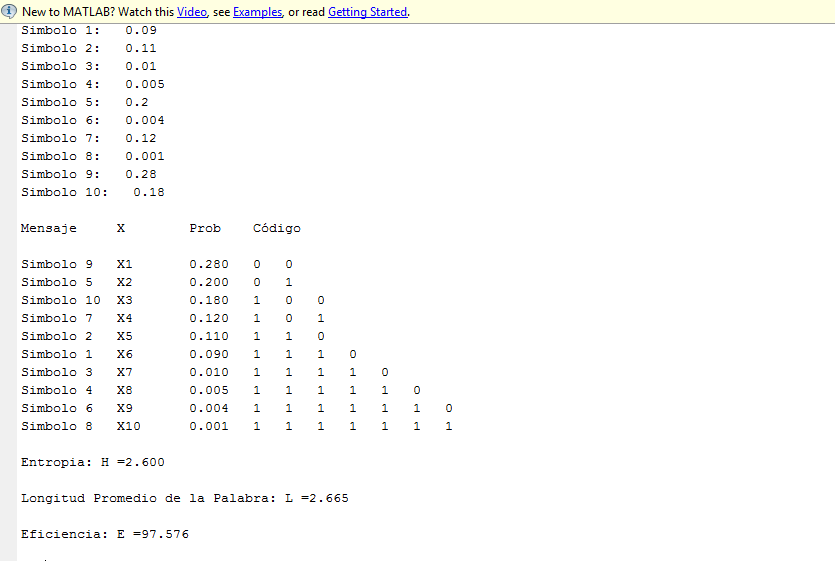 New to MATLAB? Watch this Video, see Examples, or read Getting Started.
Simbolo 1: 0.09
Simbolo 2: 0.11
Simbolo 3: 0.01
Simbolo 4: 0.005
Simbolo 5: 0.2
Simbolo 6: 0.004
Simbolo 7: 0.12
Simbolo 8: 0.001
Simbolo 9: 0.28
Simbolo 10: 0.18
Mensaje X Prob Código
Simbolo 9 X1 0.280 0 0
Simbolo 5 X2 0.200 0 1
Simbolo 10 X3 0.180 1 0 0
Simbolo 7 X4 0.120 1 0 1
Simbolo 2 X5 0.110 1 1 0
Simbolo 1 X6 0.090 1 1 1 0
Simbolo 3 X7 0.010 1 1 1 1 0
Simbolo 4 X8 0.005 1 1 1 1 1 0
Simbolo 6 X9 0.004 1 1 1 1 1 1 0
Simbolo 8 X10 0.001 1 1 1 1 1 1 1
Entropia: H =2.600
Longitud Promedio de la Palabra: L =2.665
Eficiencia: E =97.576